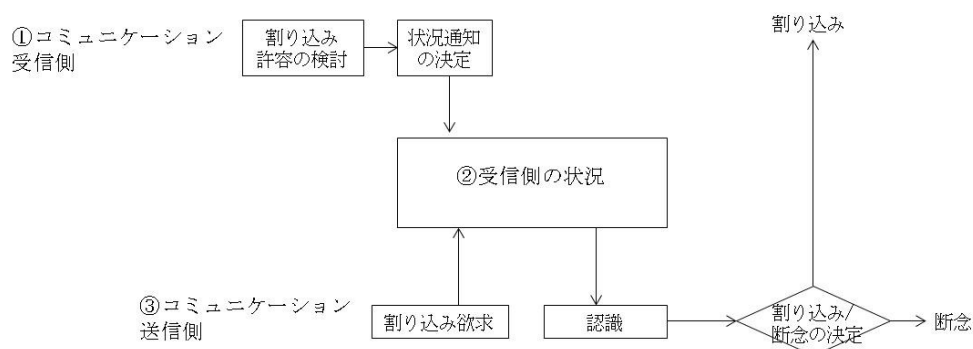 ①コミュニケーション
受信側
割り込み
許容の検討
状況通知
の決定
割り込み
②受信側の状況
③コミュニケーション
送信側
割り込み欲求
認識
割り込み/
断念の決定
断念